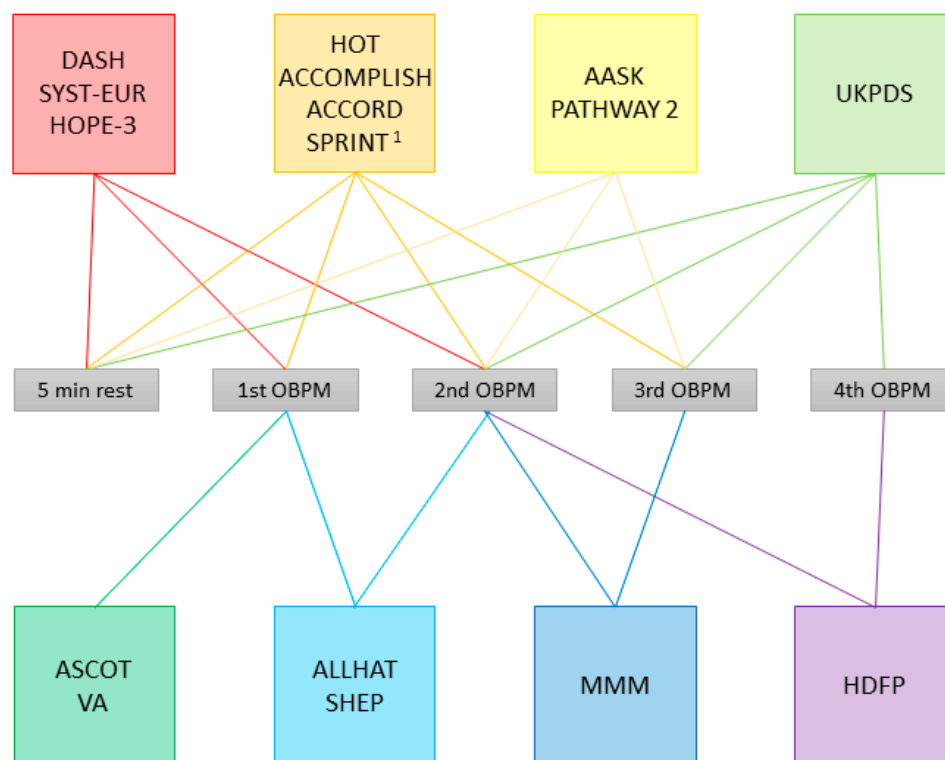 DASH
SYST-EUR
HOPE-3
HOT
ACCOMPLISH
ACCORD
SPRINT 1
AASK
PATHWAY 2
UKPDS
5 min rest
1st OBPM
2nd OBPM
3rd OBPM
4th OBPM
ASCOT
VA
ALLHAT
SHEP
MMM
HDFP